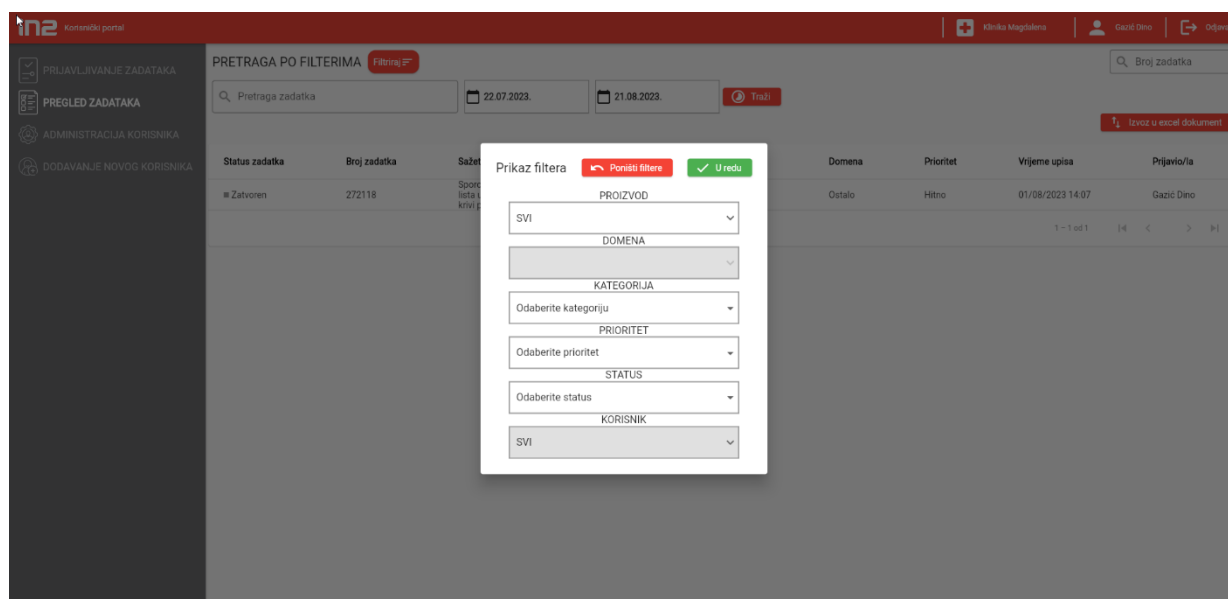 in2 Korisnički portal
Klinika Magdalena
Gazić Dino
Odjava
PRIJAVLJIVANJE ZADATAKA
PREGLED ZADATAKA
ADMINISTRACIJA KORISNIKA
DODAVANJE NOVOG KORISNIKA
PRETRAGA PO FILTERIMA Filtriraj
Broj zadatka
Pretraga zadatka
22.07.2023.
21.08.2023.
Traži
Izvoz u excel dokument
Status zadatka Broj zadatka Domena Prioritet Vrijeme upisa Prijavio/la
Zatvoren 272118 Ostalo Hitno 01/08/2023 14:07 Gazić Dino
1 – 1 od 1
Prikaz filtera Poništi filtere U redu
PROIZVOD
SVI
DOMENA
KATEGORIJA
Odaberite kategoriju
PRIORITET
Odaberite prioritet
STATUS
Odaberite status
KORISNIK
SVI